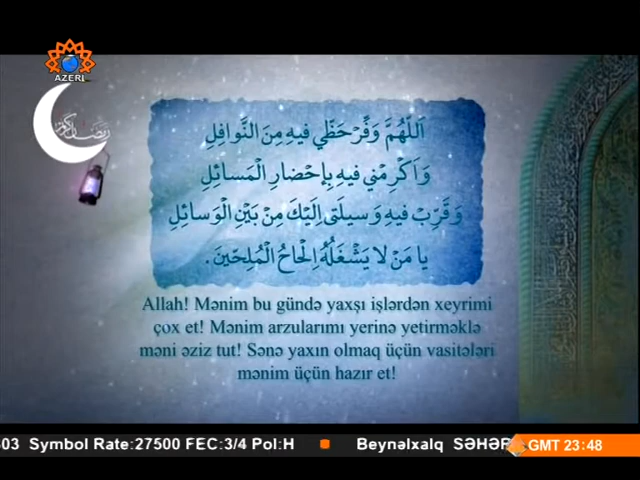 AZERI
رمضان كريم
اَللّهُمَّ وَفِّرْ حَظّي فيهِ مِنَ النَّوافِلِ
وَاَكْرِمْني فيهِ بِاِحْضارِ الْمَسائِلِ
وَقَرِّبْ فيهِ وَسيلَتى اِلَيْكَ مِنْ بَيْنِ الْوَسائِلِ
يا مَنْ لا يَشْغَلُهُ اِلْحاحُ الْمُلِحّينَ.
Allah! Mənim bu gündə yaxşı işlərdən xeyrimi
çox et! Mənim arzularımı yerinə yetirməklə
məni əziz tut! Sənə yaxın olmaq üçün vasitələri
mənim üçün hazır et!
303 Symbol Rate:27500 FEC:3/4 Pol:H Beynəlxalq SƏHƏR GMT 23:48